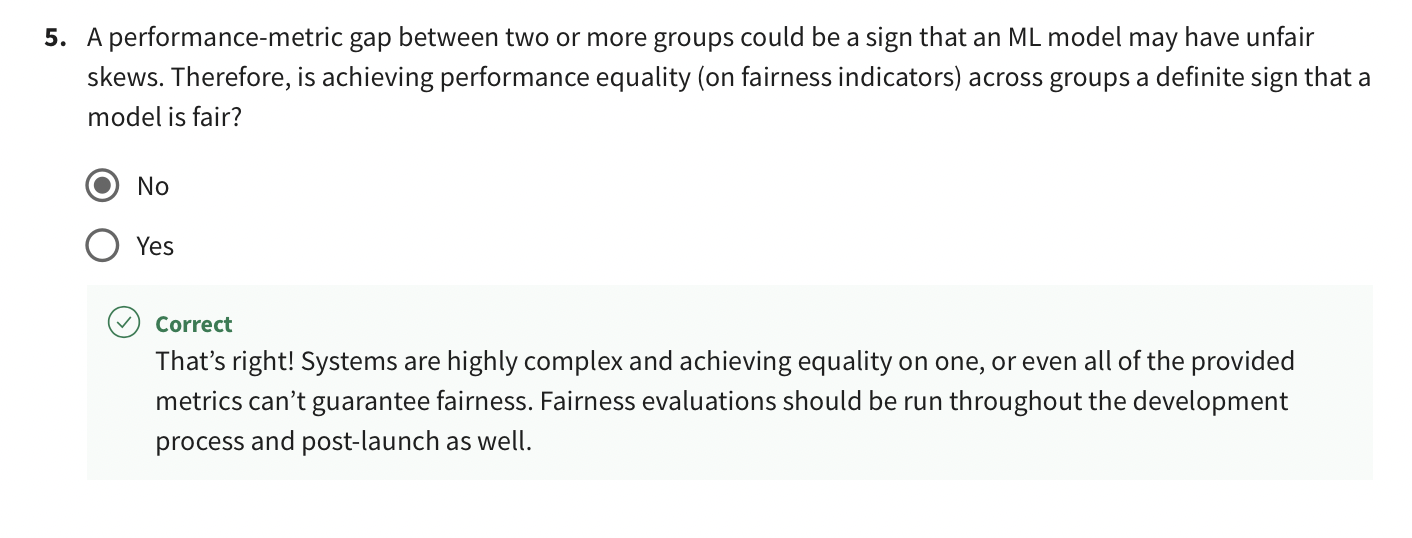 5. A performance-metric gap between two or more groups could be a sign that an ML model may have unfair
skews. Therefore, is achieving performance equality (on fairness indicators) across groups a definite sign that a
model is fair?
No
Yes
Correct
That’s right! Systems are highly complex and achieving equality on one, or even all of the provided
metrics can’t guarantee fairness. Fairness evaluations should be run throughout the development
process and post-launch as well.